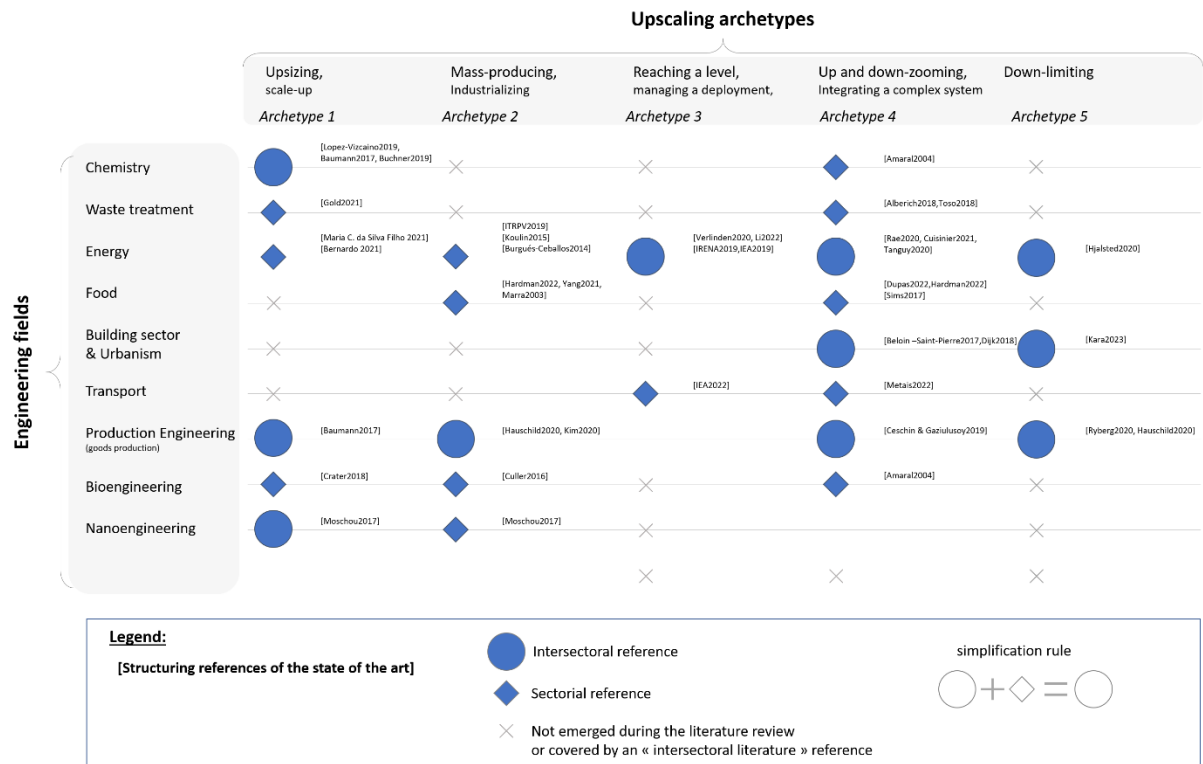 Upscaling archetypes
Upsizing,
scale-up
Archetype 1
Mass-producing,
Industrializing
Archetype 2
Reaching a level,
managing a deployment,
Archetype 3
Up and down-zooming,
Integrating a complex system
Archetype 4
Down-limiting
Archetype 5
Engineering fields
Chemistry
[Lopez-Vizcaino2019,
Baumann2017, Buchner2019]
[Amaral2004]
Waste treatment
[Gold2021]
[Alberich2018,Toso2018]
Energy
[Maria C. da Silva Filho 2021]
[Bernardo 2021]
[ITRPV2019]
[Koulin2015]
[Burgués-Ceballos2014]
[Verlinden2020, Li2022]
[IRENA2019,IEA2019]
[Rae2020, Cuisinier2021,
Tanguy2020]
[Hjalsted2020]
Food
[Hardman2022, Yang2021,
Marra2003]
[Dupas2022,Hardman2022]
[Sims2017]
Building sector
& Urbanism
[Beloin –Saint-Pierre2017,Dijk2018]
[Kara2023]
Transport
[IEA2022]
[Metais2022]
Production Engineering
(goods production)
[Baumann2017]
[Hauschild2020, Kim2020]
[Ceschin & Gaziulusoy2019]
[Ryberg2020, Hauschild2020]
Bioengineering
[Crater2018]
[Culler2016]
[Amaral2004]
Nanoengineering
[Moschou2017]
[Moschou2017]
Legend:
[Structuring references of the state of the art]
Intersectoral reference
Sectorial reference
Not emerged during the literature review
or covered by an « intersectoral literature » reference
simplification rule